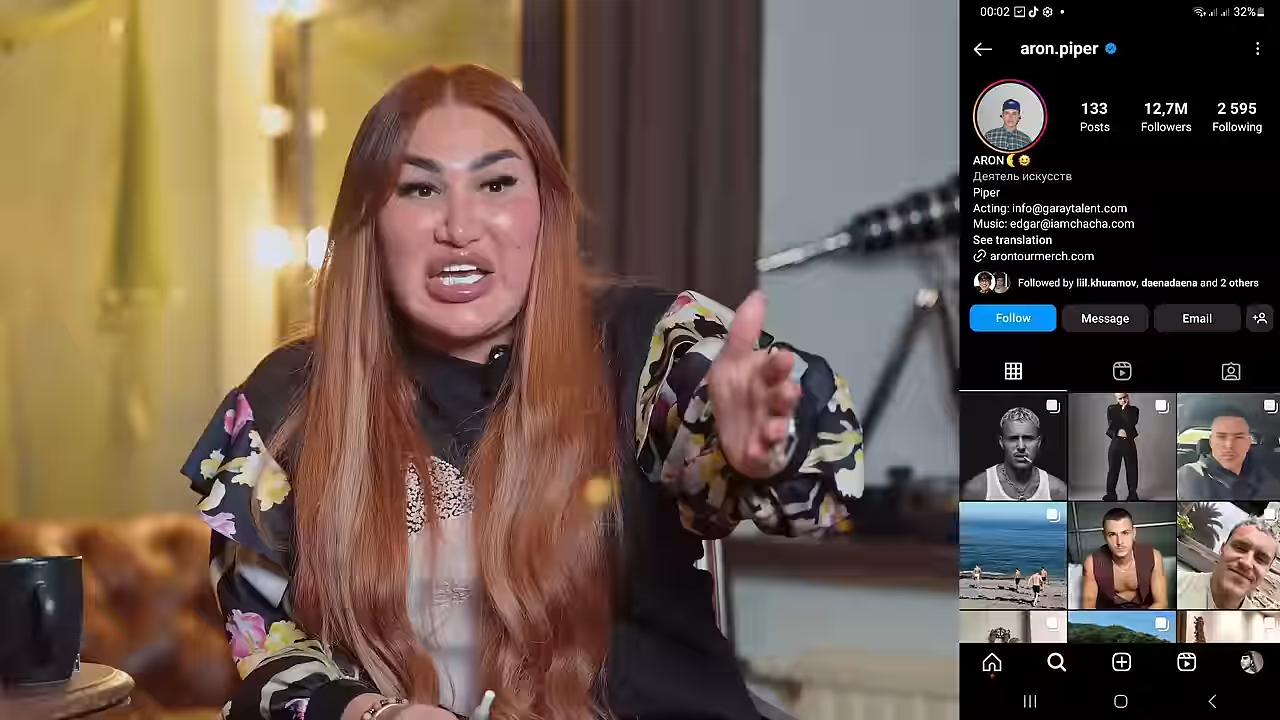 00:02
32%
aron.piper
133
12,7M
2 595
Posts
Followers
Following
ARON🌜😆
Деятель искусств
Piper
Acting: info@garaytalent.com
Music: edgar@iamchacha.com
See translation
arontourmerch.com
Followed by liil.khuramov, daenadaena and 2 others
Follow
Message
Email